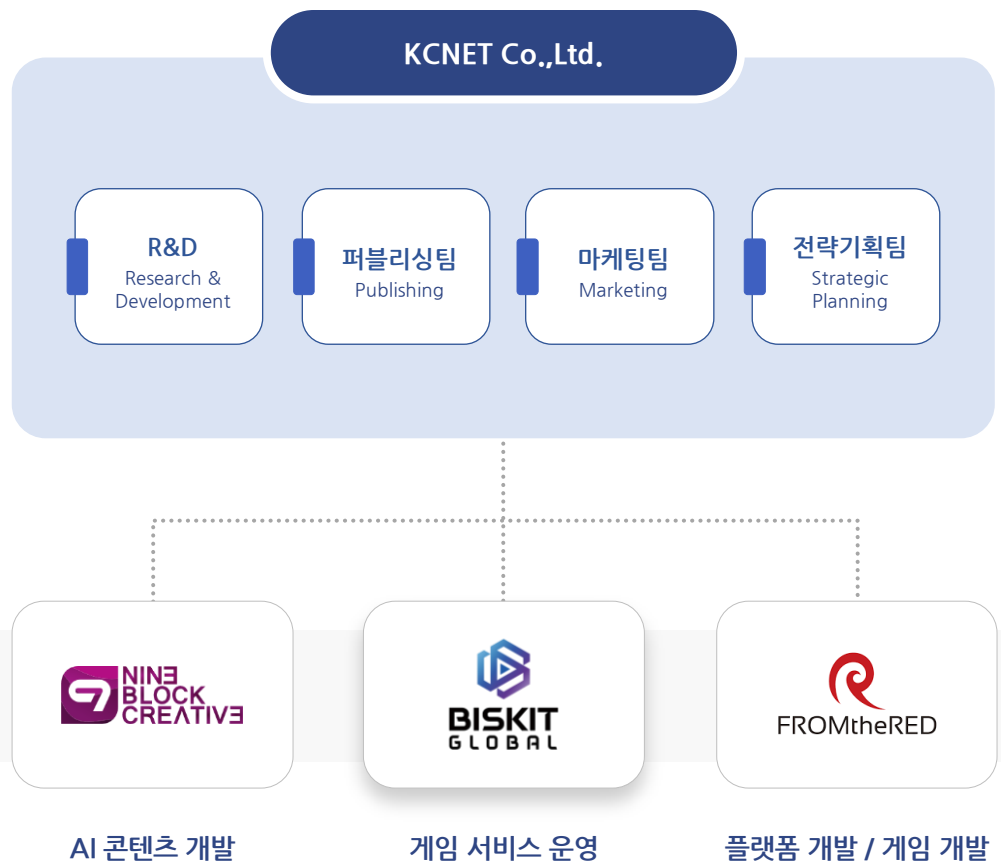 KCNET Co.,Ltd.
R&D
Research &
Development
퍼블리싱팀
Publishing
마케팅팀
Marketing
전략기획팀
Strategic
Planning
NINE
BLOCK
CREATIVE
BISKIT
GLOBAL
FROMtheRED
AI 콘텐츠 개발
게임 서비스 운영
플랫폼 개발 / 게임 개발